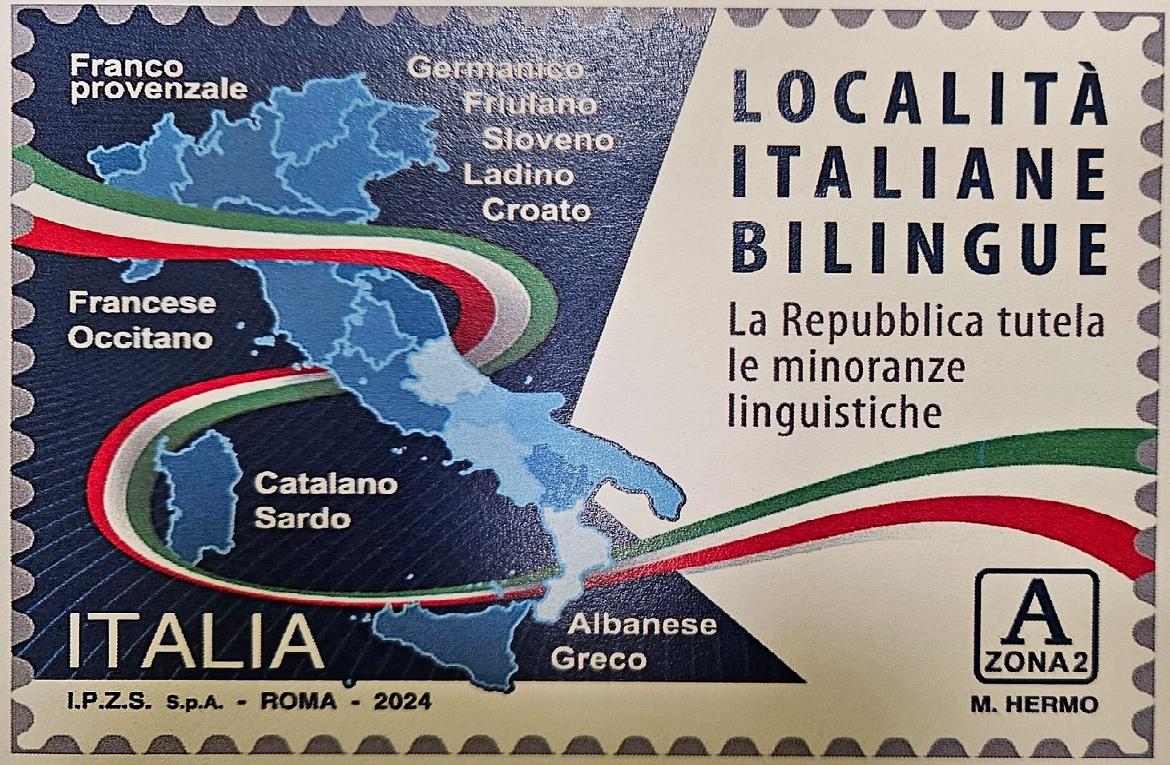 Franco
provenzale
Germanico
Friulano
Sloveno
Ladino
Croato
Francese
Occitano
Catalano
Sardo
Albanese
Greco
ITALIA
I.P.Z.S. S.p.A. - ROMA - 2024
LOCALITÀ
ITALIANE
BILINGUE
La Repubblica tutela
le minoranze
linguistiche
A
ZONA 2
M. HERMO